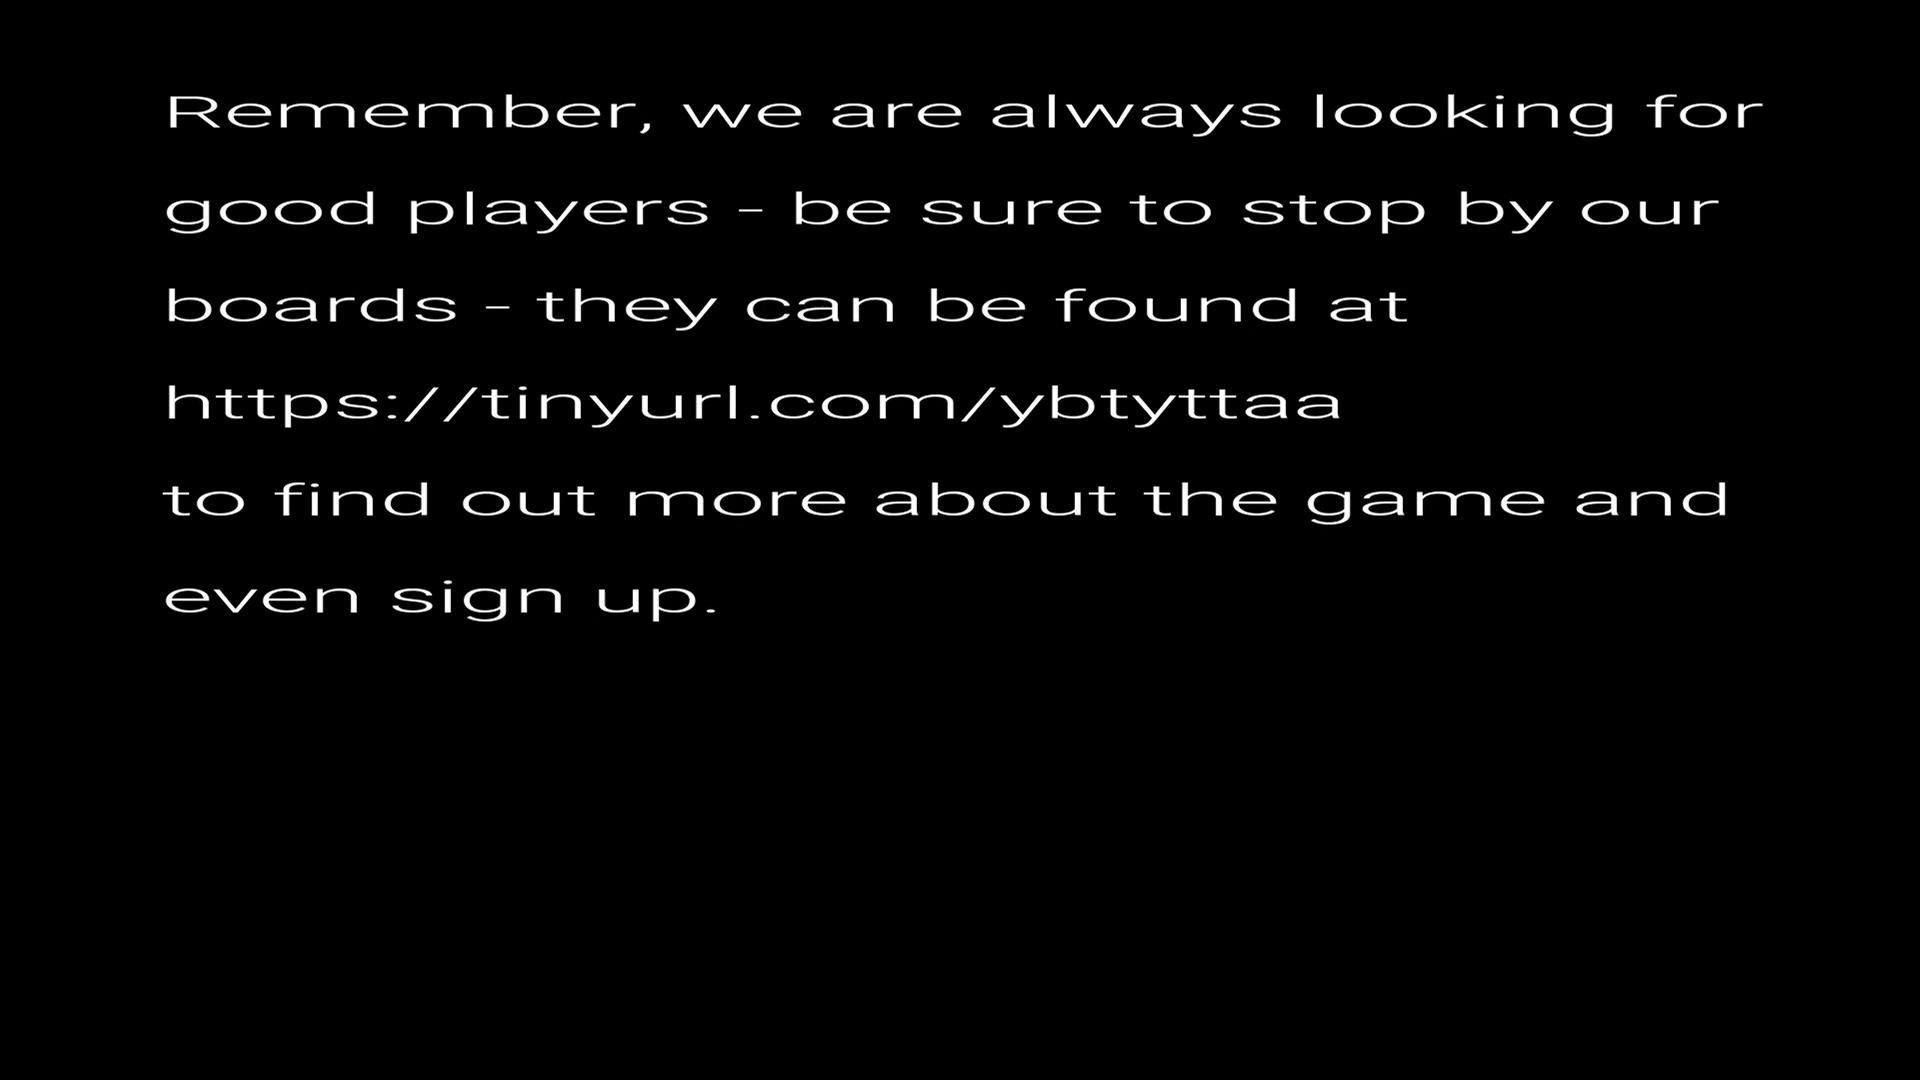 Remember, we are always looking for
good players - be sure to stop by our
boards - they can be found at
https://tinyurl.com/ybtyttaa
to find out more about the game and
even sign up.